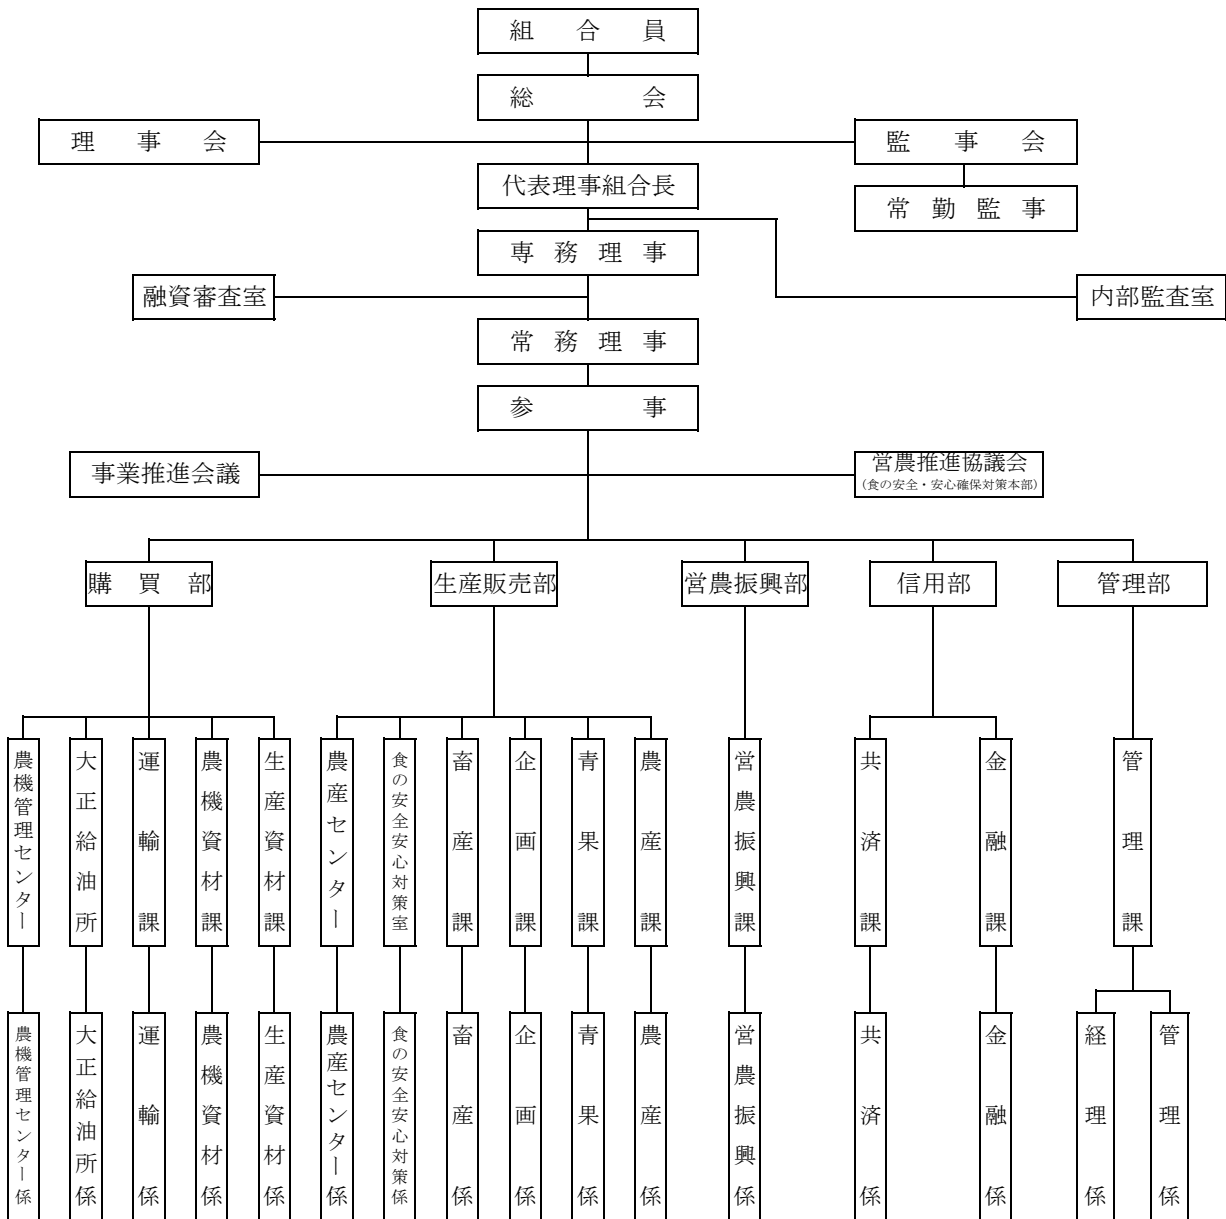 組合員
総会
理事会
監事会
代表理事組合長
常勤監事
専務理事
融資審査室
内部監査室
常務理事
参事
事業推進会議
営農推進協議会
(食の安全・安心確保対策本部)
購買部
生産販売部
営農振興部
信用部
管理部
農機管理センター
大正給油所
運輸課
農機資材課
生産資材課
農産センター
食の安全安心対策室
畜産課
企画課
青果課
農産課
営農振興課
共済課
金融課
管理課
農機管理センター係
大正給油所係
運輸係
農機資材係
生産資材係
農産センター係
食の安全安心対策係
畜産係
企画係
青果係
農産係
営農振興係
共済係
金融係
経理係
管理係